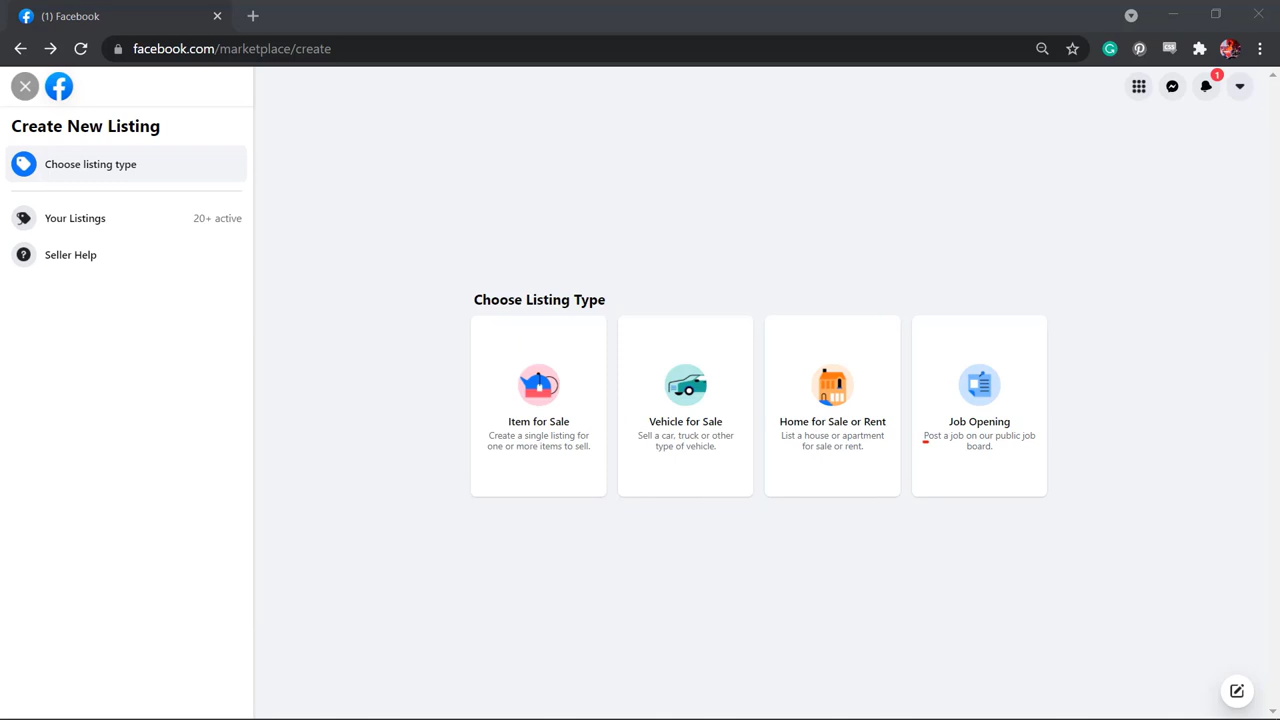 (1) Facebook
facebook.com/marketplace/create
CSS
1
Create New Listing
Choose listing type
Your Listings 20+ active
Seller Help
Choose Listing Type
Item for Sale
Create a single listing for
one or more items to sell.
Vehicle for Sale
Sell a car, truck or other
type of vehicle.
Home for Sale or Rent
List a house or apartment
for sale or rent.
Job Opening
Post a job on our public job
board.